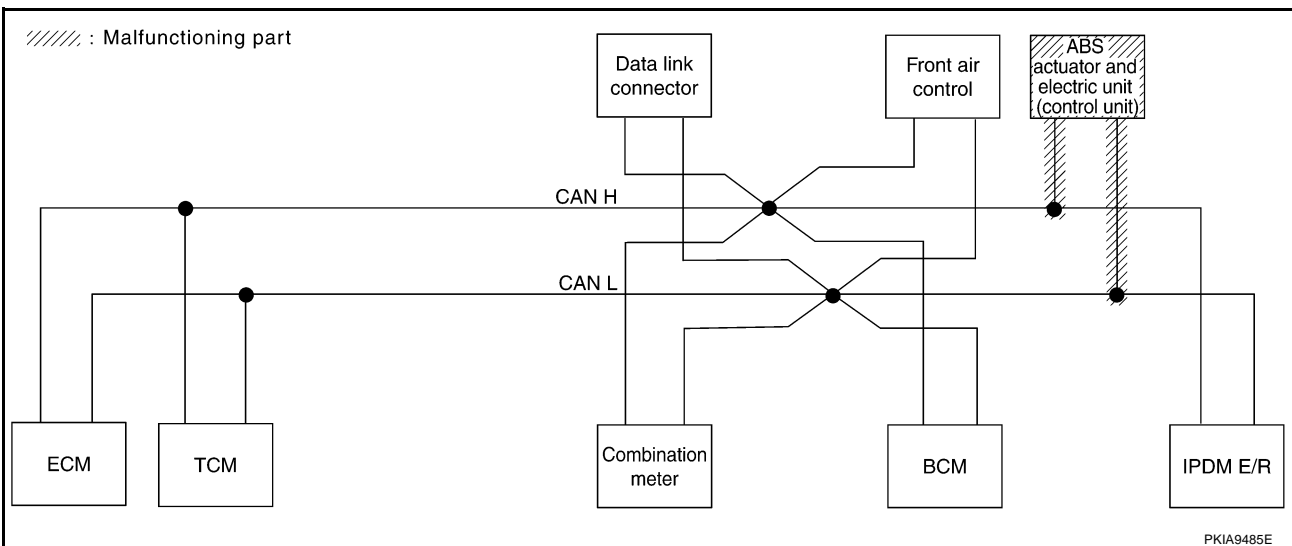 : Malfunctioning part
Data link
connector
Front air
control
ABS
actuator and
electric unit
(control unit)
CAN H
CAN L
ECM
TCM
Combination
meter
BCM
IPDM E/R
PKIA9485E